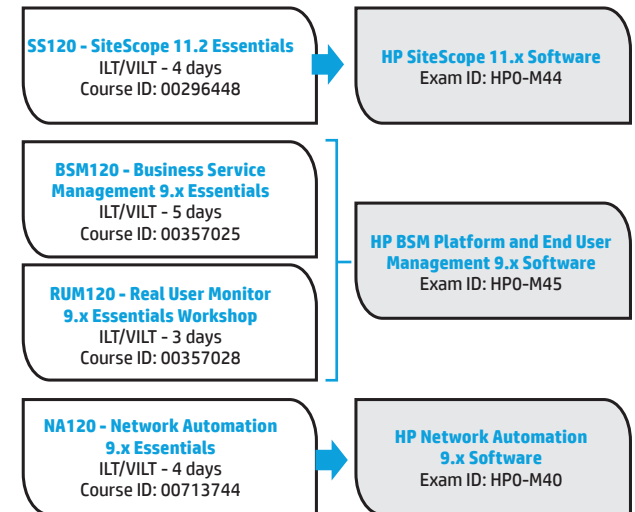 SS120 - SiteScope 11.2 Essentials
ILT/VILT - 4 days
Course ID: 00296448
HP SiteScope 11.x Software
Exam ID: HP0-M44
BSM120 - Business Service
Management 9.x Essentials
ILT/VILT - 5 days
Course ID: 00357025
RUM120 - Real User Monitor
9.x Essentials Workshop
ILT/VILT - 3 days
Course ID: 00357028
HP BSM Platform and End User
Management 9.x Software
Exam ID: HP0-M45
NA120 - Network Automation
9.x Essentials
ILT/VILT - 4 days
Course ID: 00713744
HP Network Automation
9.x Software
Exam ID: HP0-M40